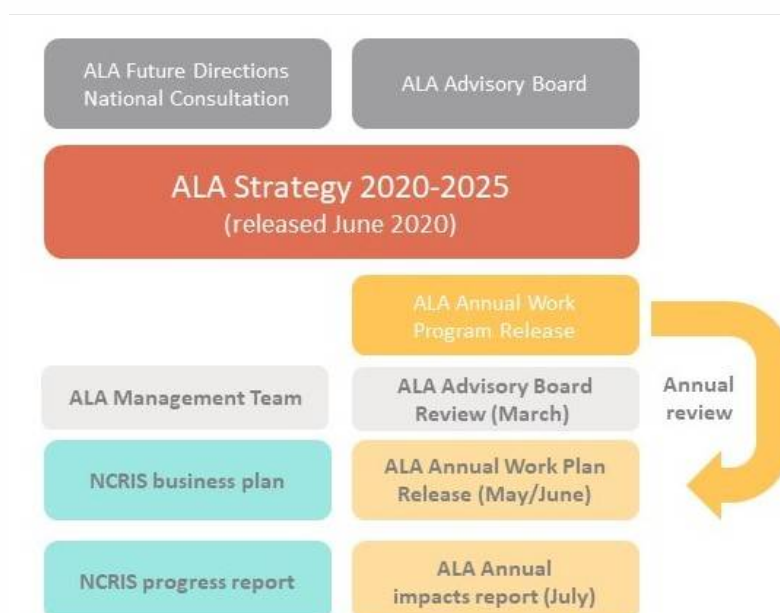 ALA Future Directions
National Consultation
ALA Advisory Board
ALA Strategy 2020-2025
(released June 2020)
ALA Annual Work
Program Release
ALA Management Team
ALA Advisory Board
Review (March)
Annual
review
NCRIS business plan
ALA Annual Work Plan
Release (May/June)
NCRIS progress report
ALA Annual
impacts report (July)